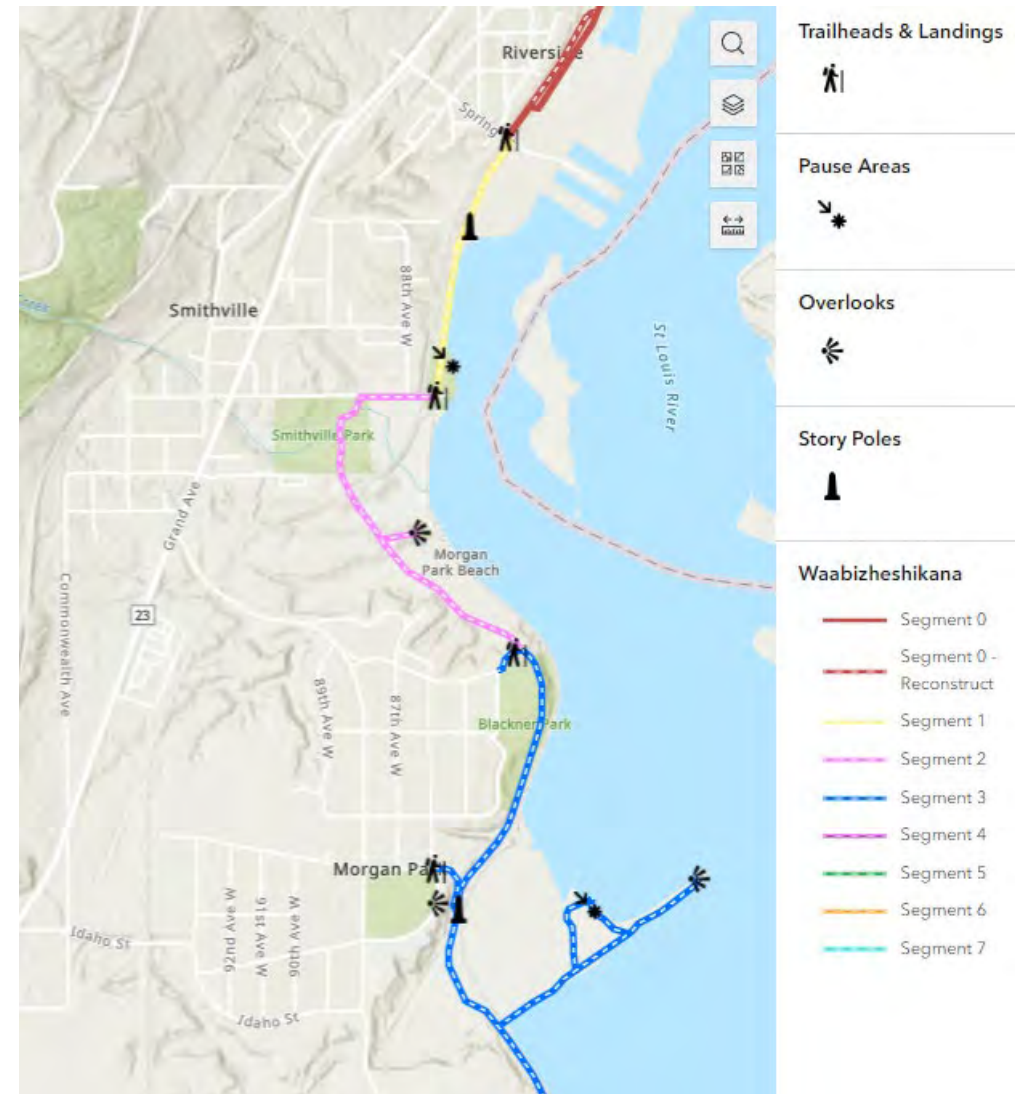 Riverside
Spring
88th Ave W
Smithville
Creek
St Louis River
Smithville Park
Grand Ave
Morgan
Park Beach
Commonwealth Ave
23
89th Ave W
87th Ave W
Blackner Park
Morgan Pa
92nd Ave W
91st Ave W
90th Ave W
Idaho St
Idaho St
Trailheads & Landings
Pause Areas
Overlooks
Story Poles
Waabizheshikana
Segment 0
Segment 0 -
Reconstruct
Segment 1
Segment 2
Segment 3
Segment 4
Segment 5
Segment 6
Segment 7